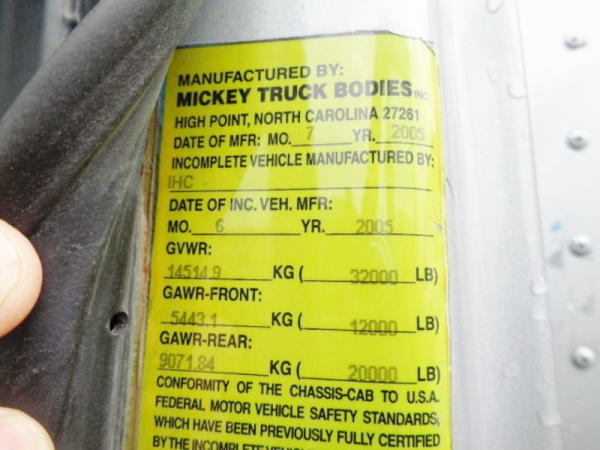 MANUFACTURED BY:
MICKEY TRUCK BODIES INC.
HIGH POINT, NORTH CAROLINA 27261
DATE OF MFR: MO. 7 YR. 2005
INCOMPLETE VEHICLE MANUFACTURED BY:
IHC
DATE OF INC. VEH. MFR:
MO. 6 YR. 2005
GVWR:
14514.9 KG ( 32000 LB)
GAWR-FRONT:
5443.1 KG ( 12000 LB)
GAWR-REAR:
9071.84 KG ( 20000 LB)
CONFORMITY OF THE CHASSIS-CAB TO U.S.A.
FEDERAL MOTOR VEHICLE SAFETY STANDARDS,
WHICH HAVE BEEN PREVIOUSLY FULLY CERTIFIED
BY THE INCOMPLETE